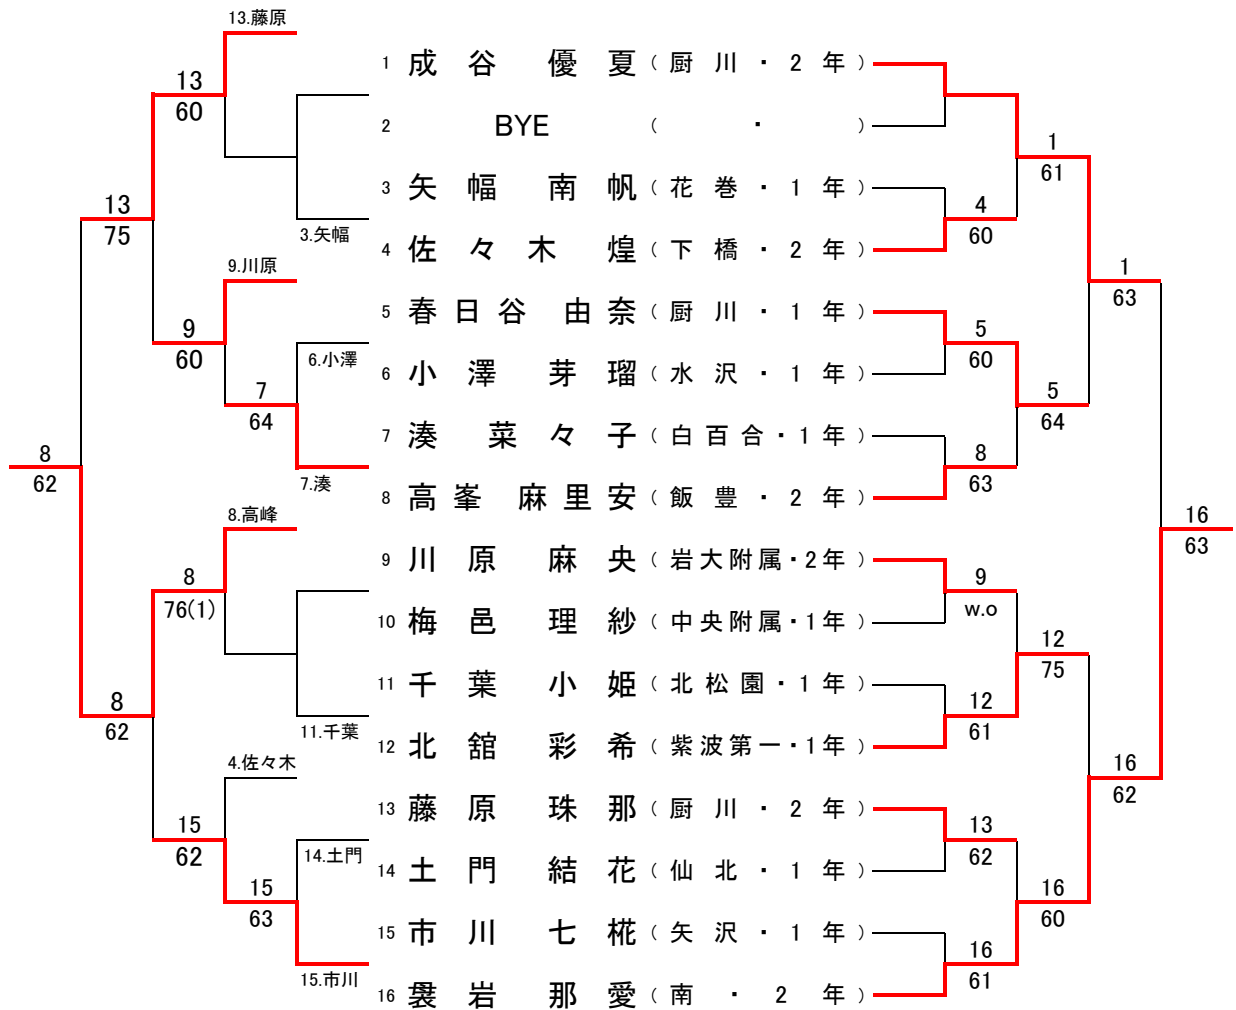 13.藤原
1 成谷 優夏 ( 厨川・2年 )
13
60
2 BYE ( ・ )
1
61
3 矢幅 南帆 ( 花巻・1年 )
13
75
3.矢幅
4
60
4 佐々木 煌 ( 下橋・2年 )
9.川原
1
63
5 春日谷 由奈 ( 厨川・1年 )
9
60
6.小澤
5
60
6 小澤 芽瑠 ( 水沢・1年 )
7
64
5
64
7 湊 菜々子 ( 白百合・1年 )
8
62
7.湊
8
63
8 高峯 麻里安 ( 飯豊・2年 )
8.高峰
16
63
9 川原 麻央 ( 岩大附属・2年 )
8
76(1)
9
w.o
10 梅邑 理紗 ( 中央附属・1年 )
12
75
11 千葉 小姫 ( 北松園・1年 )
8
62
11.千葉
12
61
12 北舘 彩希 ( 紫波第一・1年 )
4.佐々木
16
62
13 藤原 珠那 ( 厨川・2年 )
15
62
14.土門
13
62
14 土門 結花 ( 仙北・1年 )
15
63
16
60
15 市川 七椛 ( 矢沢・1年 )
15.市川
16
61
16 袰岩 那愛 ( 南・2年 )